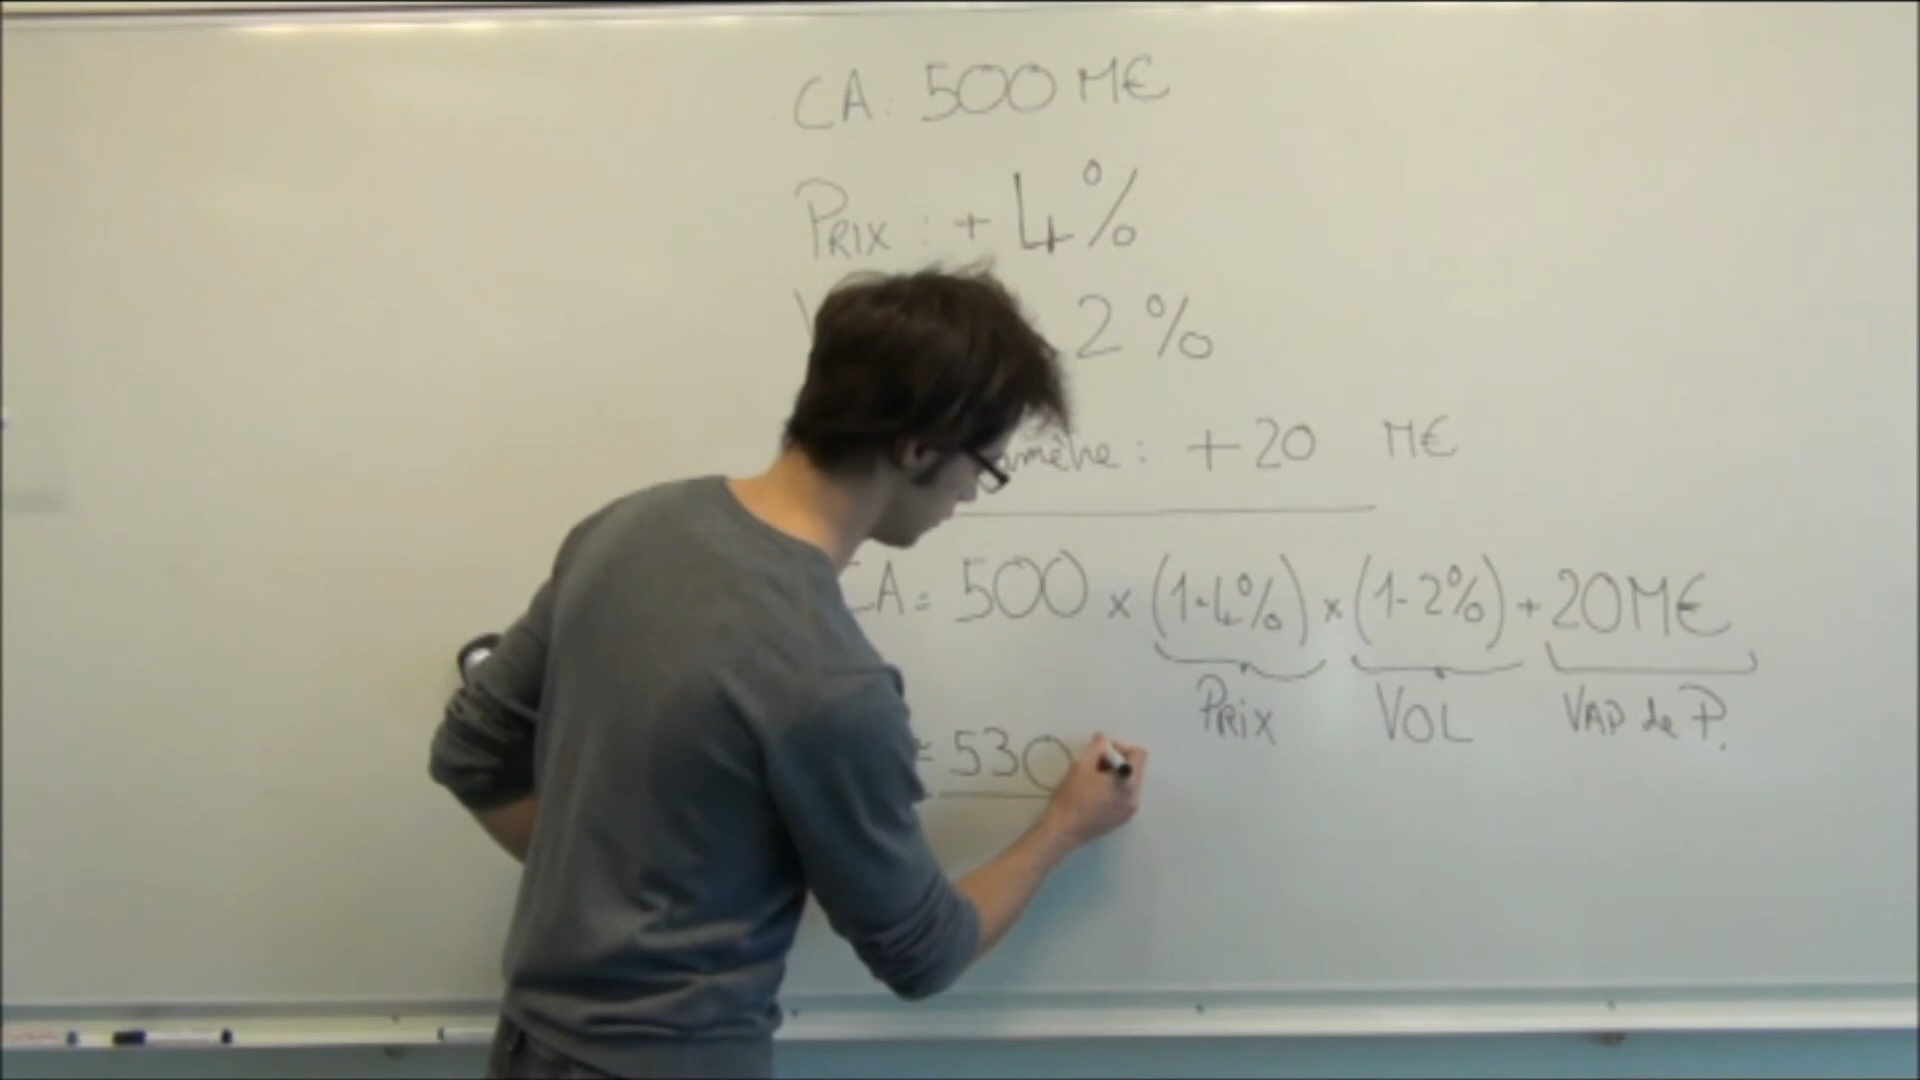 CA: 500 M€
PRIX : + 4%
2%
: +20 M€
CA = 500 x (1-4%) x (1-2%) + 20M€
PRIX VOL VAP de P.
= 530